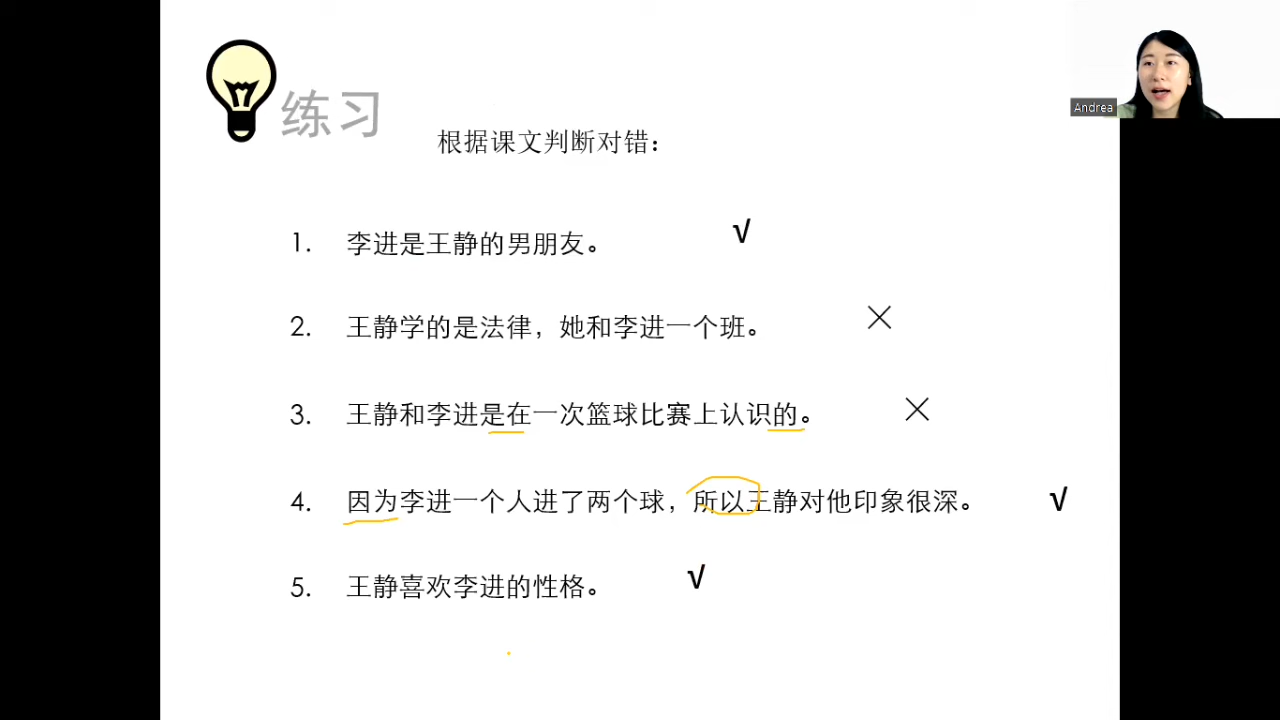 练习
Andrea
根据课文判断对错：
1. 李进是王静的男朋友。 √
2. 王静学的是法律，她和李进一个班。 ×
3. 王静和李进是在一次篮球比赛上认识的。 ×
4. 因为李进一个人进了两个球，所以王静对他印象很深。 √
5. 王静喜欢李进的性格。 √